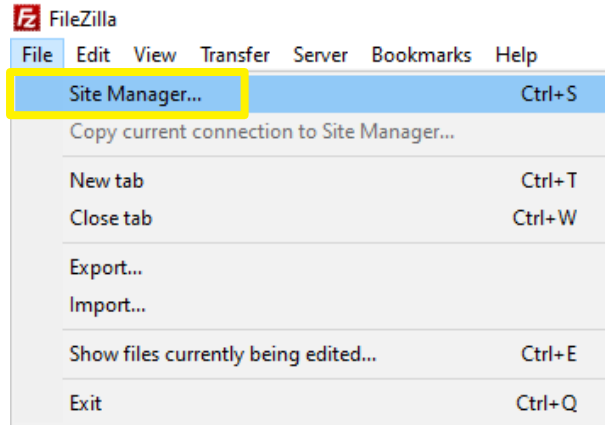 FileZilla
File Edit View Transfer Server Bookmarks Help
Site Manager... Ctrl+S
Copy current connection to Site Manager...
New tab Ctrl+T
Close tab Ctrl+W
Export...
Import...
Show files currently being edited... Ctrl+E
Exit Ctrl+Q